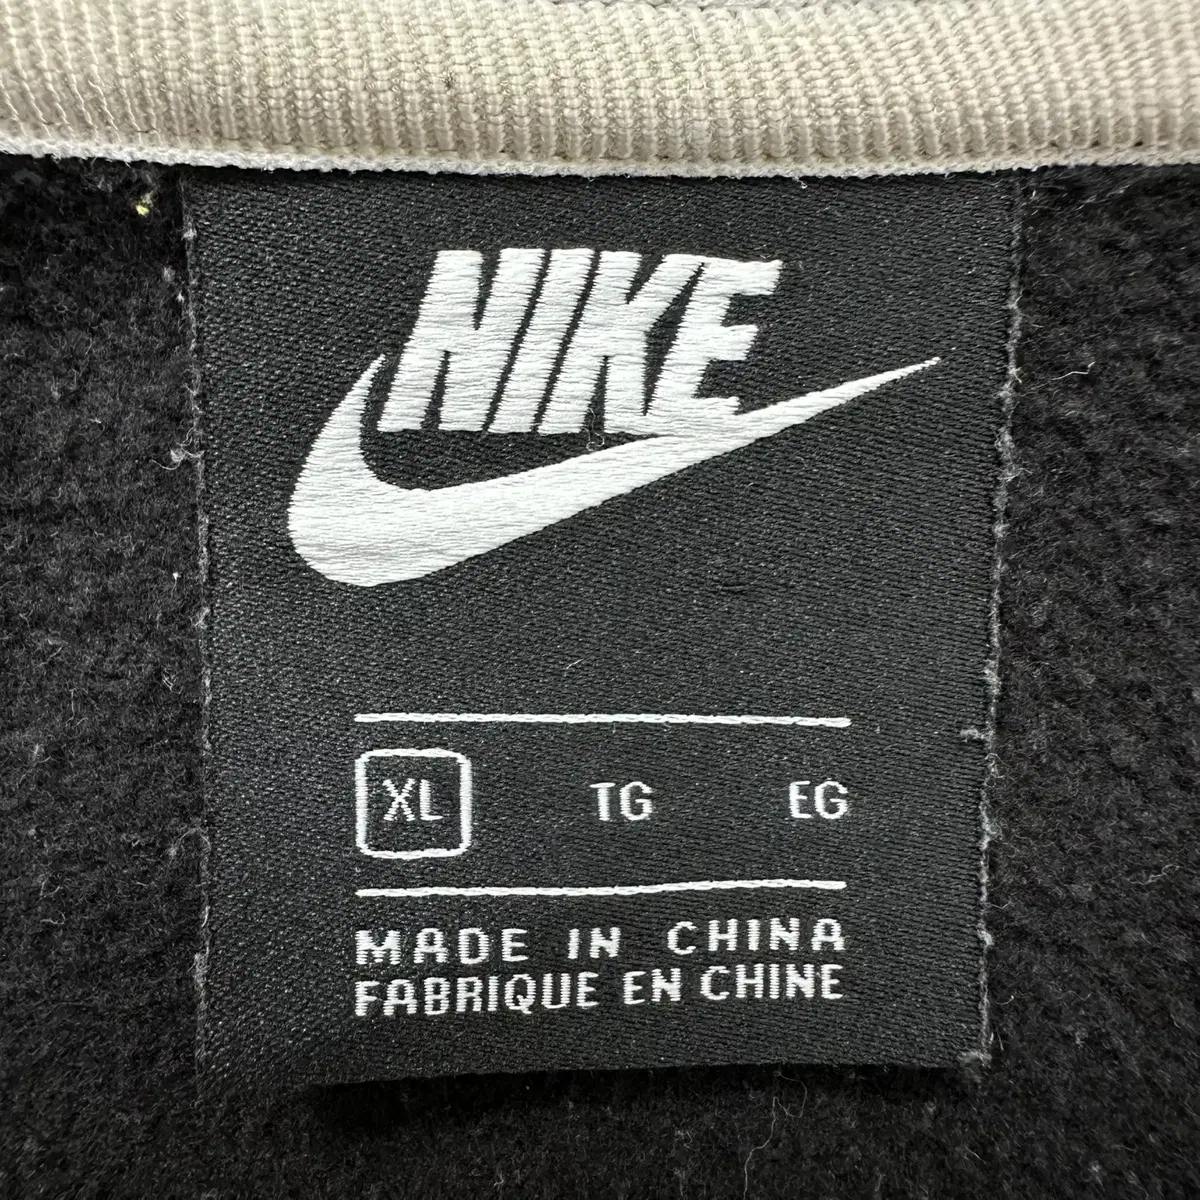 NIKE
XL TG EG
MADE IN CHINA
FABRIQUE EN CHINE